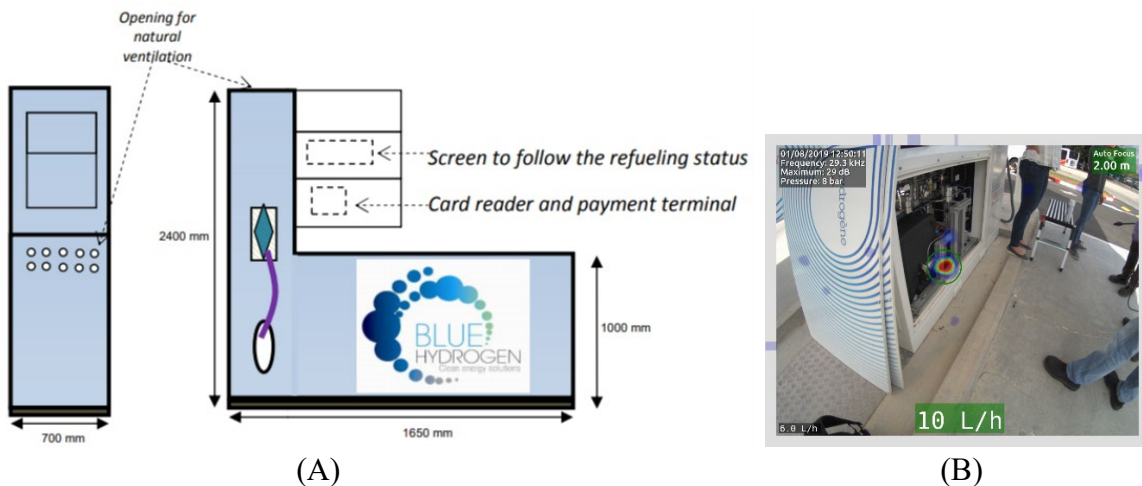 Opening for
natural
ventilation
Screen to follow the refueling status
Card reader and payment terminal
2400 mm
BLUE
HYDROGEN
Clean energy solutions
1000 mm
700 mm
1650 mm
(A)
01/08/2019 12:50:11
Frequency: 29.3 kHz
Maximum: 29 dB
Pressure: 8 bar
Auto Focus
2.00 m
drogène
10 L/h
(B)